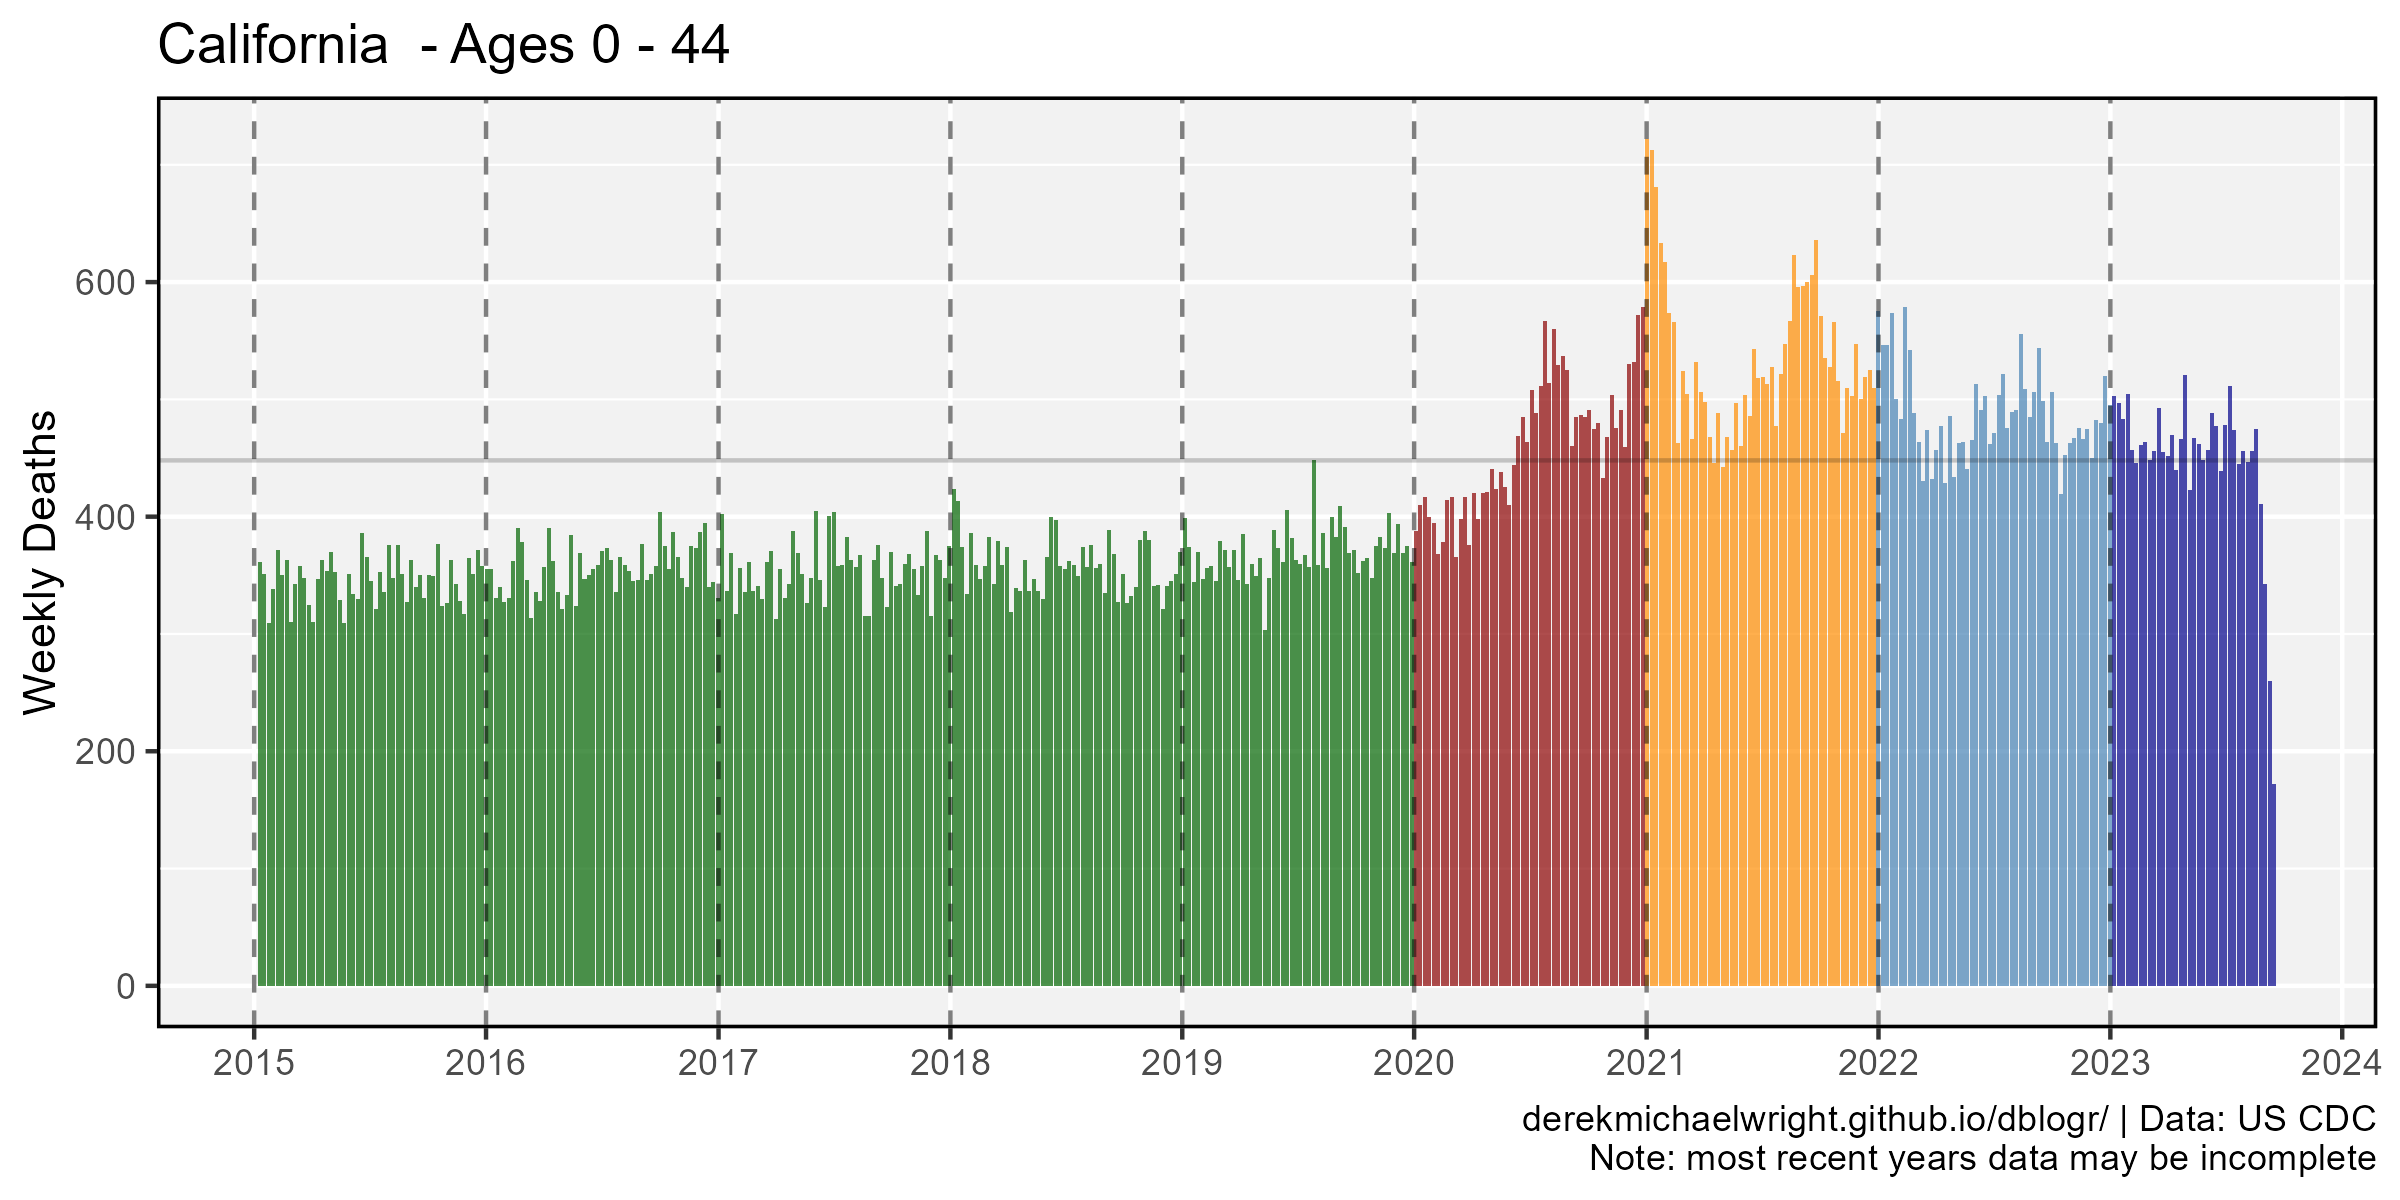 California  - Ages 0 - 44
Weekly Deaths
600
400
200
0
2015 2016 2017 2018 2019 2020 2021 2022 2023 2024
derekmichaelwright.github.io/dblogr/ | Data: US CDC
Note: most recent years data may be incomplete